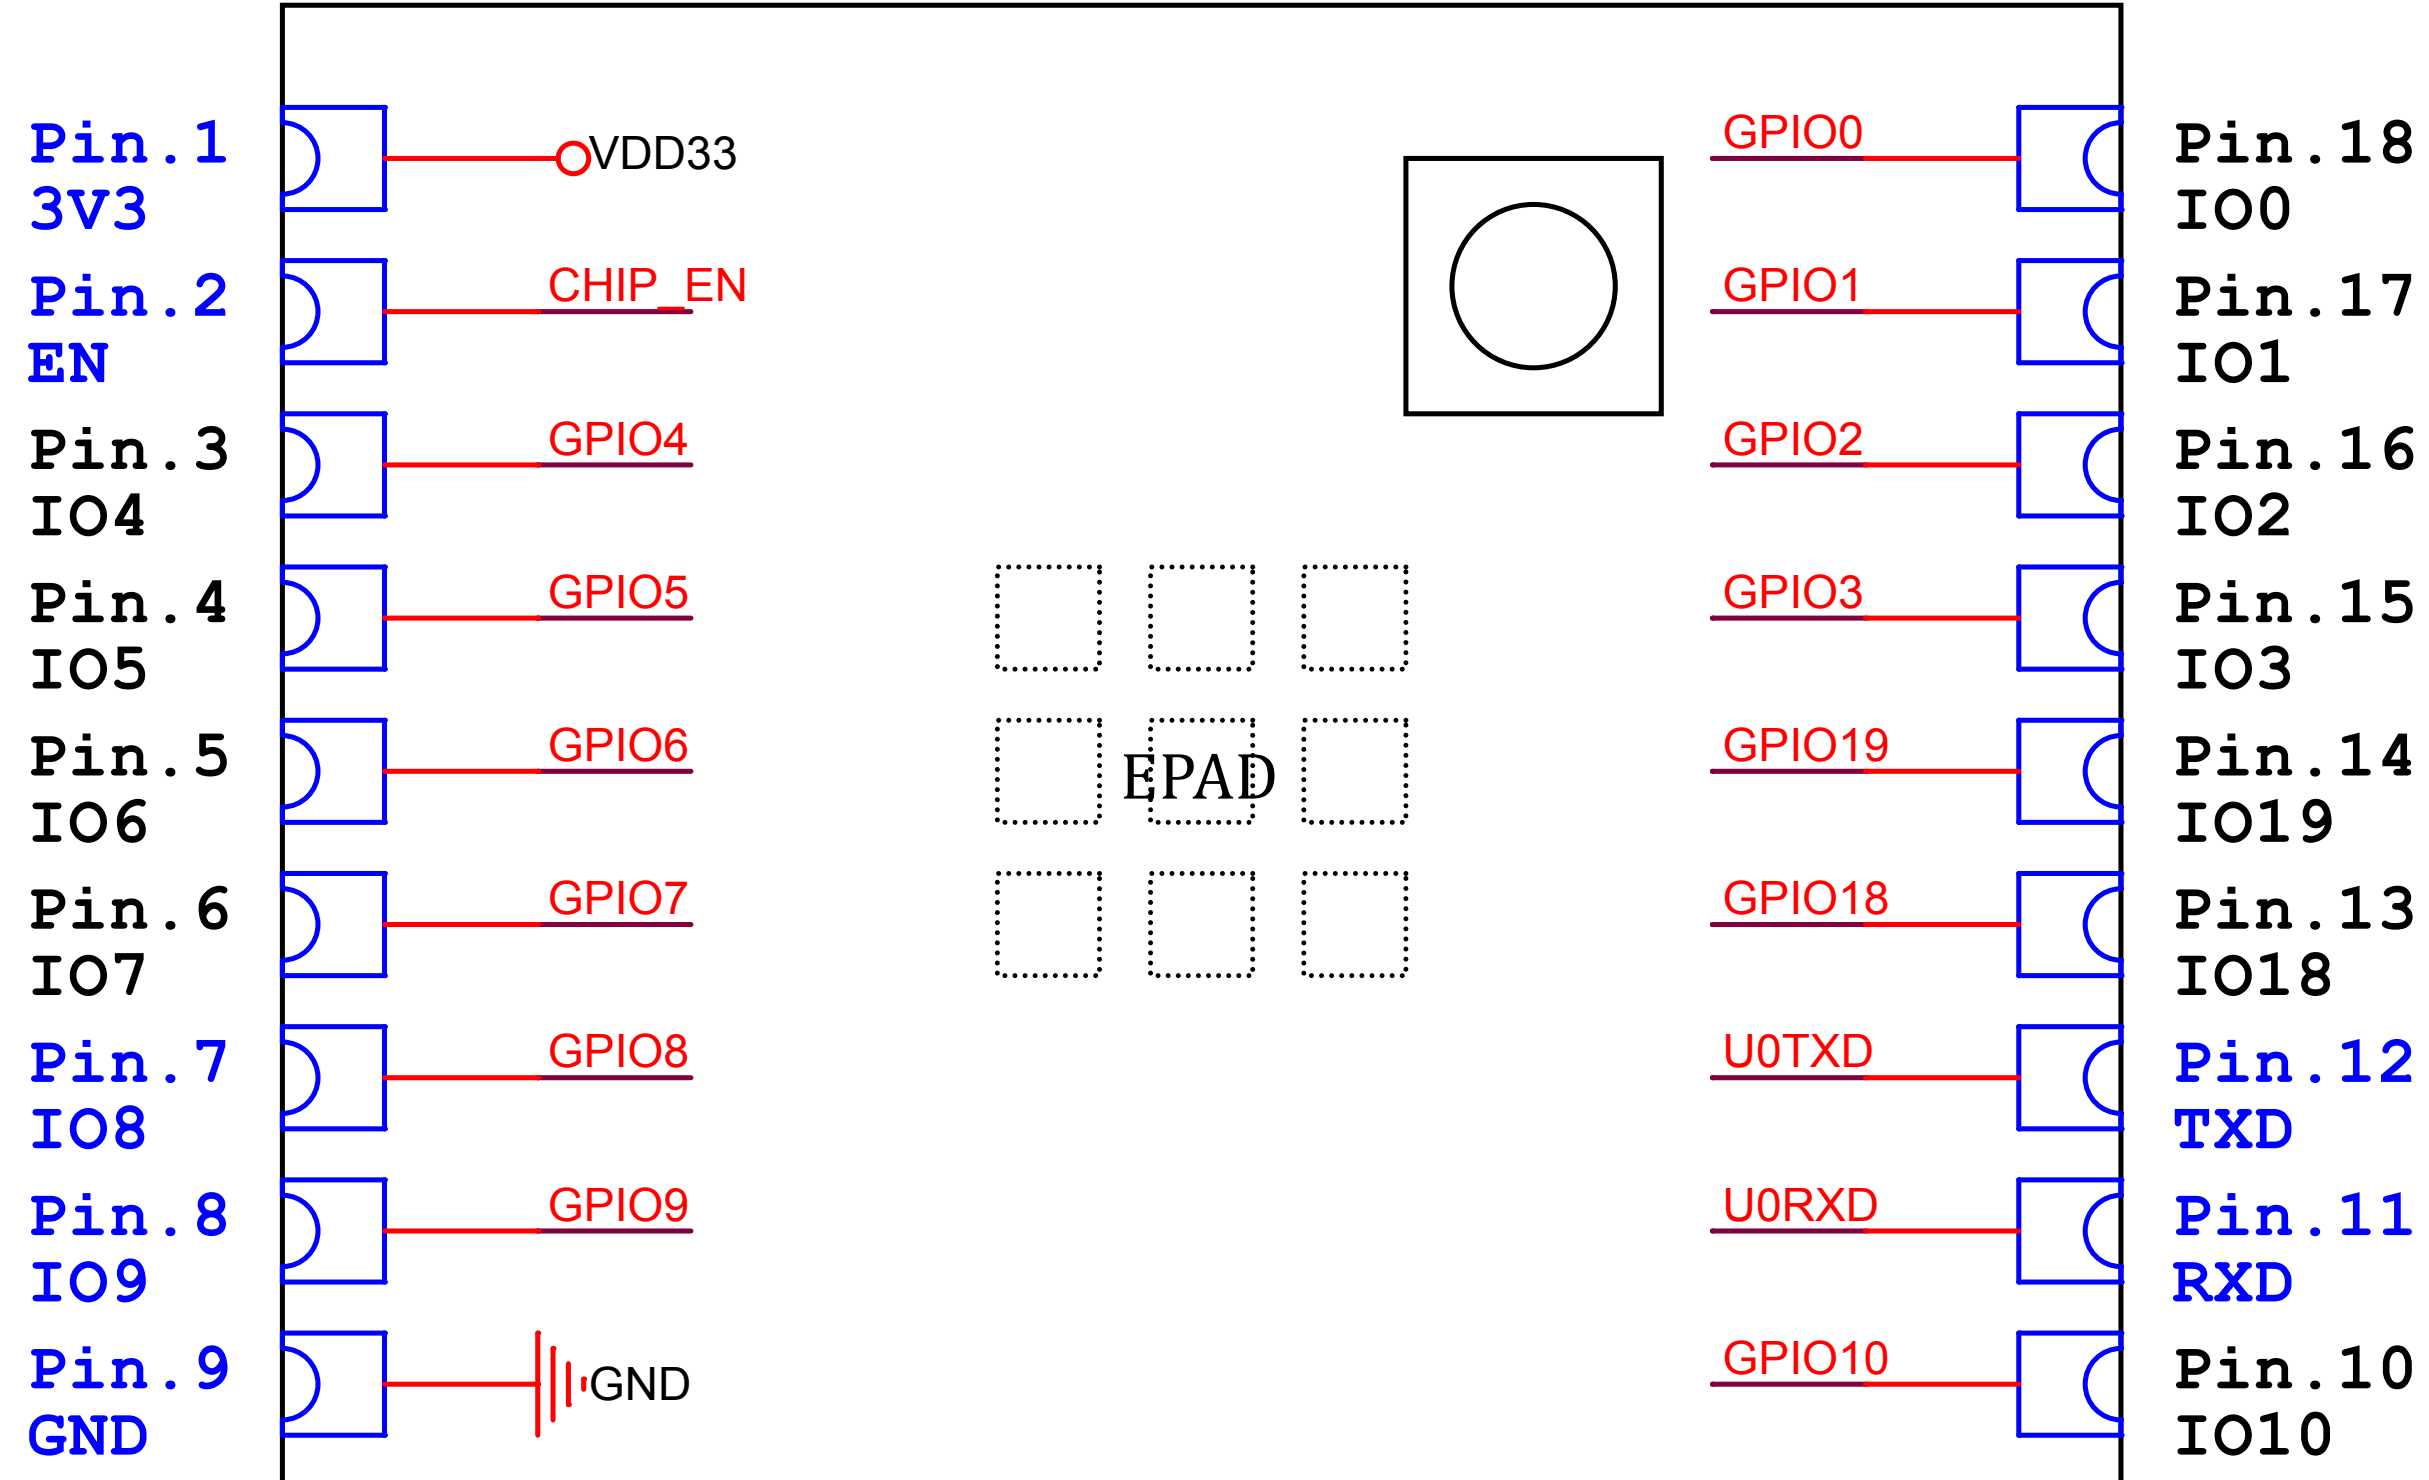 Pin.1
3V3
VDD33
Pin.2
EN
CHIP_EN
Pin.3
IO4
GPIO4
Pin.4
IO5
GPIO5
Pin.5
IO6
GPIO6
Pin.6
IO7
GPIO7
Pin.7
IO8
GPIO8
Pin.8
IO9
GPIO9
Pin.9
GND
GND
EPAD
GPIO0
Pin.18
IO0
GPIO1
Pin.17
IO1
GPIO2
Pin.16
IO2
GPIO3
Pin.15
IO3
GPIO19
Pin.14
IO19
GPIO18
Pin.13
IO18
U0TXD
Pin.12
TXD
U0RXD
Pin.11
RXD
GPIO10
Pin.10
IO10